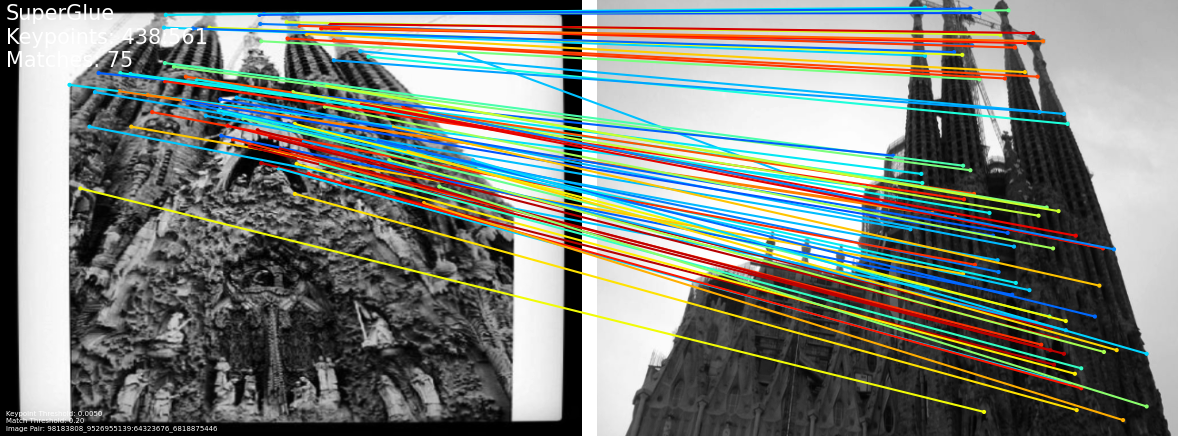 SuperGlue
Keypoints: 438:561
Matches: 75
Keypoint Threshold: 0.0050
Match Threshold: 0.20
Image Pair: 98183808_9526955139:64323676_6818875446